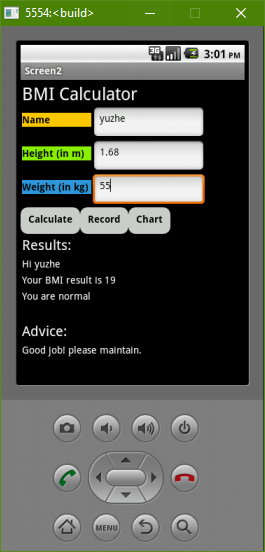 5554:<build>
3G
3:01 PM
Screen2
BMI Calculator
Name yuzhe
Height (in m) 1.68
Weight (in kg) 55
Calculate Record Chart
Results:
Hi yuzhe
Your BMI result is 19
You are normal
Advice:
Good job! please maintain.
MENU